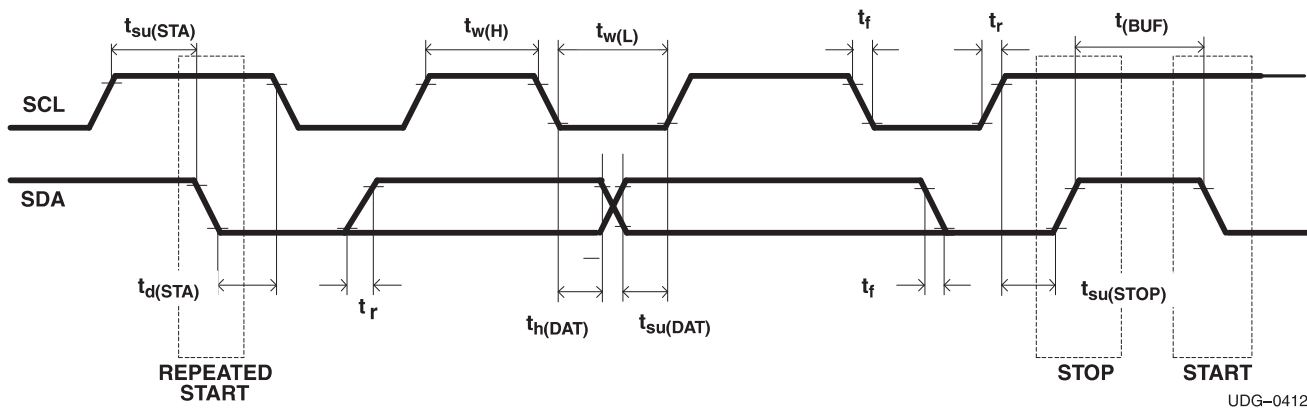 tsu(STA)
tw(H)
tw(L)
tf
tr
t(BUF)
SCL
SDA
td(STA)
tr
th(DAT)
tsu(DAT)
tf
tsu(STOP)
REPEATED
START
STOP
START
UDG–0412